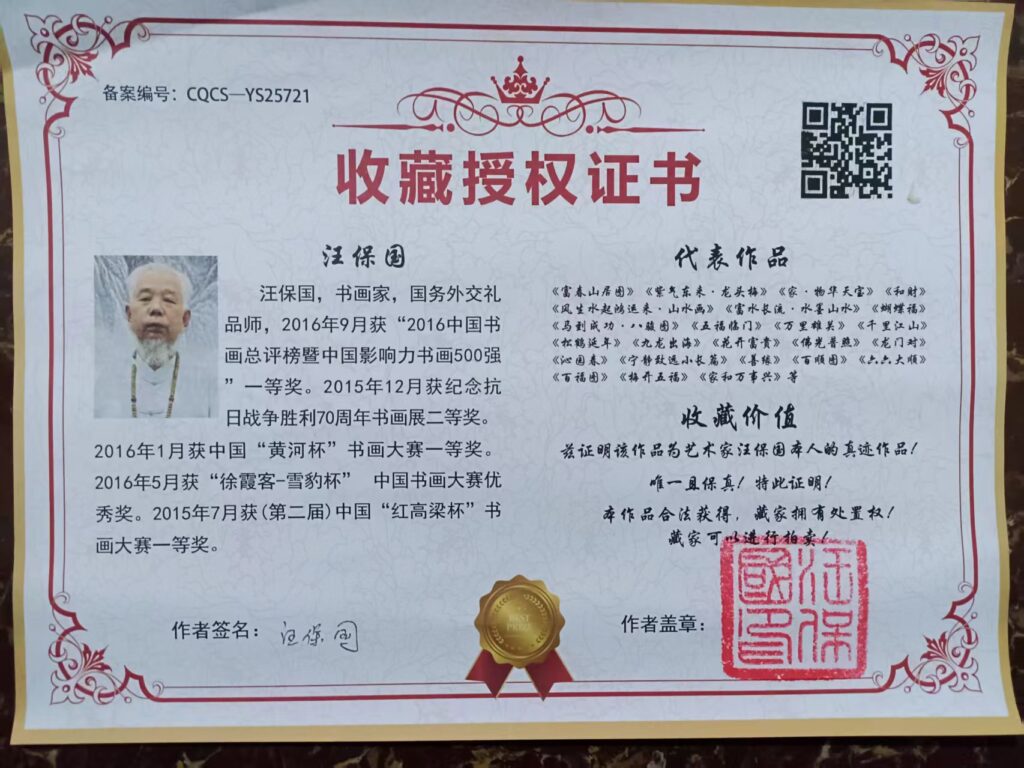 备案编号：CQCS—YS25721
收藏授权证书
汪保国
汪保国，书画家，国务外交礼
品师，2016年9月获“2016中国书
画总评榜暨中国影响力书画500强
”一等奖。2015年12月获纪念抗
日战争胜利70周年书画展二等奖。
2016年1月获中国“黄河杯”书画大赛一等奖。
2016年5月获“徐霞客-雪豹杯” 中国书画大赛优
秀奖。2015年7月获(第二届)中国“红高梁杯”书
画大赛一等奖。
代表作品
《富春山居图》《紫气东来·龙头梅》《家·物华天宝》《和财》
《风生水起鸿运来·山水画》《富水长流·水墨山水》《蝴蝶福》
《马到成功·八骏图》《五福临门》《万里雄关》《千里江山》
《松鹤延年》《九龙出海》《花开富贵》《佛光普照》《龙门对》
《沁园春》《宁静致远小长篇》《善缘》《百顺图》《六六大顺》
《百福图》《梅开五福》《家和万事兴》等
收藏价值
兹证明该作品为艺术家汪保国本人的真迹作品！
唯一且保真！特此证明！
本作品合法获得，藏家拥有处置权！
藏家可以进行拍卖！
作者签名：汪保国
BEST
作者盖章：
汪保國印